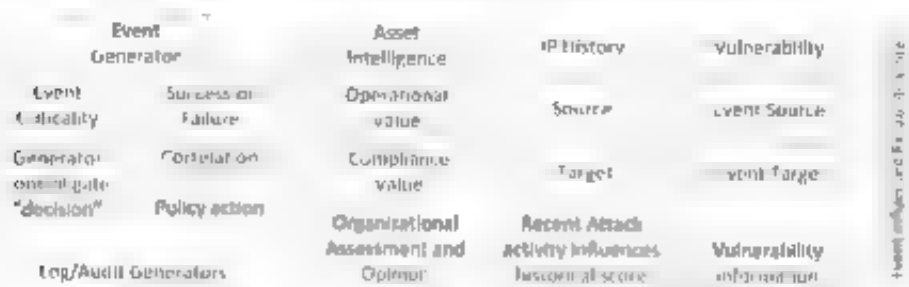 Event
Generator
Asset
Intelligence
IP History
Vulnerability
Event
Criticality
Success or
Failure
Operational
value
Source
Event Source
Generator
"decision"
Correlation
Policy action
Compliance
value
Target
Event Target
Log/Audit Generators
Organizational
Assessment and
Opinion
Recent Attack
activity influences
historical score
Vulnerability
information